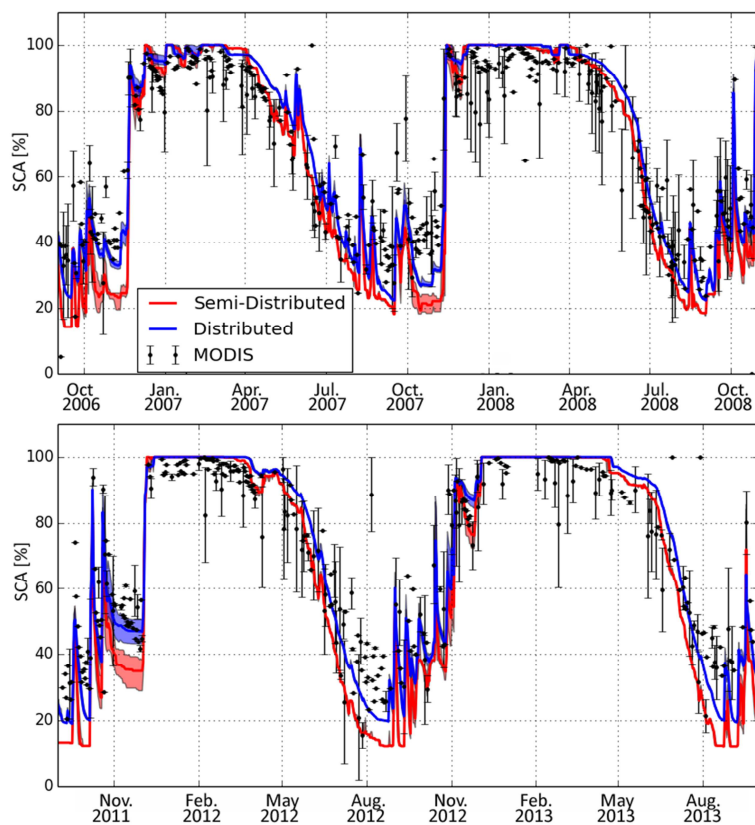 100
80
60
40
20
0
SCA [%]
Semi-Distributed
Distributed
MODIS
Oct. 2006
Jan. 2007
Apr. 2007
Jul. 2007
Oct. 2007
Jan. 2008
Apr. 2008
Jul. 2008
Oct. 2008
100
80
60
40
20
0
SCA [%]
Nov. 2011
Feb. 2012
May 2012
Aug. 2012
Nov. 2012
Feb. 2013
May 2013
Aug. 2013